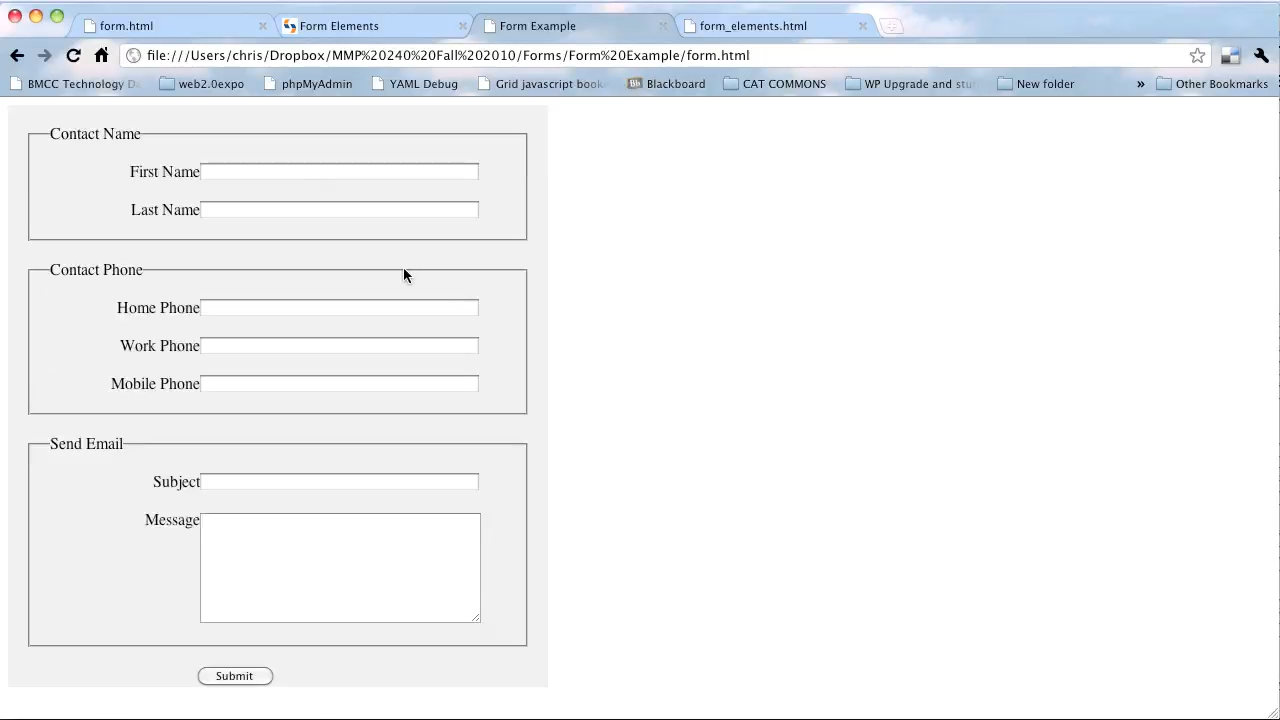 form.html Form Elements Form Example form_elements.html
file:///Users/chris/Dropbox/MMP%20240%20Fall%202010/Forms/Form%20Example/form.html
BMCC Technology D web2.0expo phpMyAdmin YAML Debug Grid javascript book Bb Blackboard CAT COMMONS WP Upgrade and stu New folder » Other Bookmarks
Contact Name
First Name
Last Name
Contact Phone
Home Phone
Work Phone
Mobile Phone
Send Email
Subject
Message
Submit